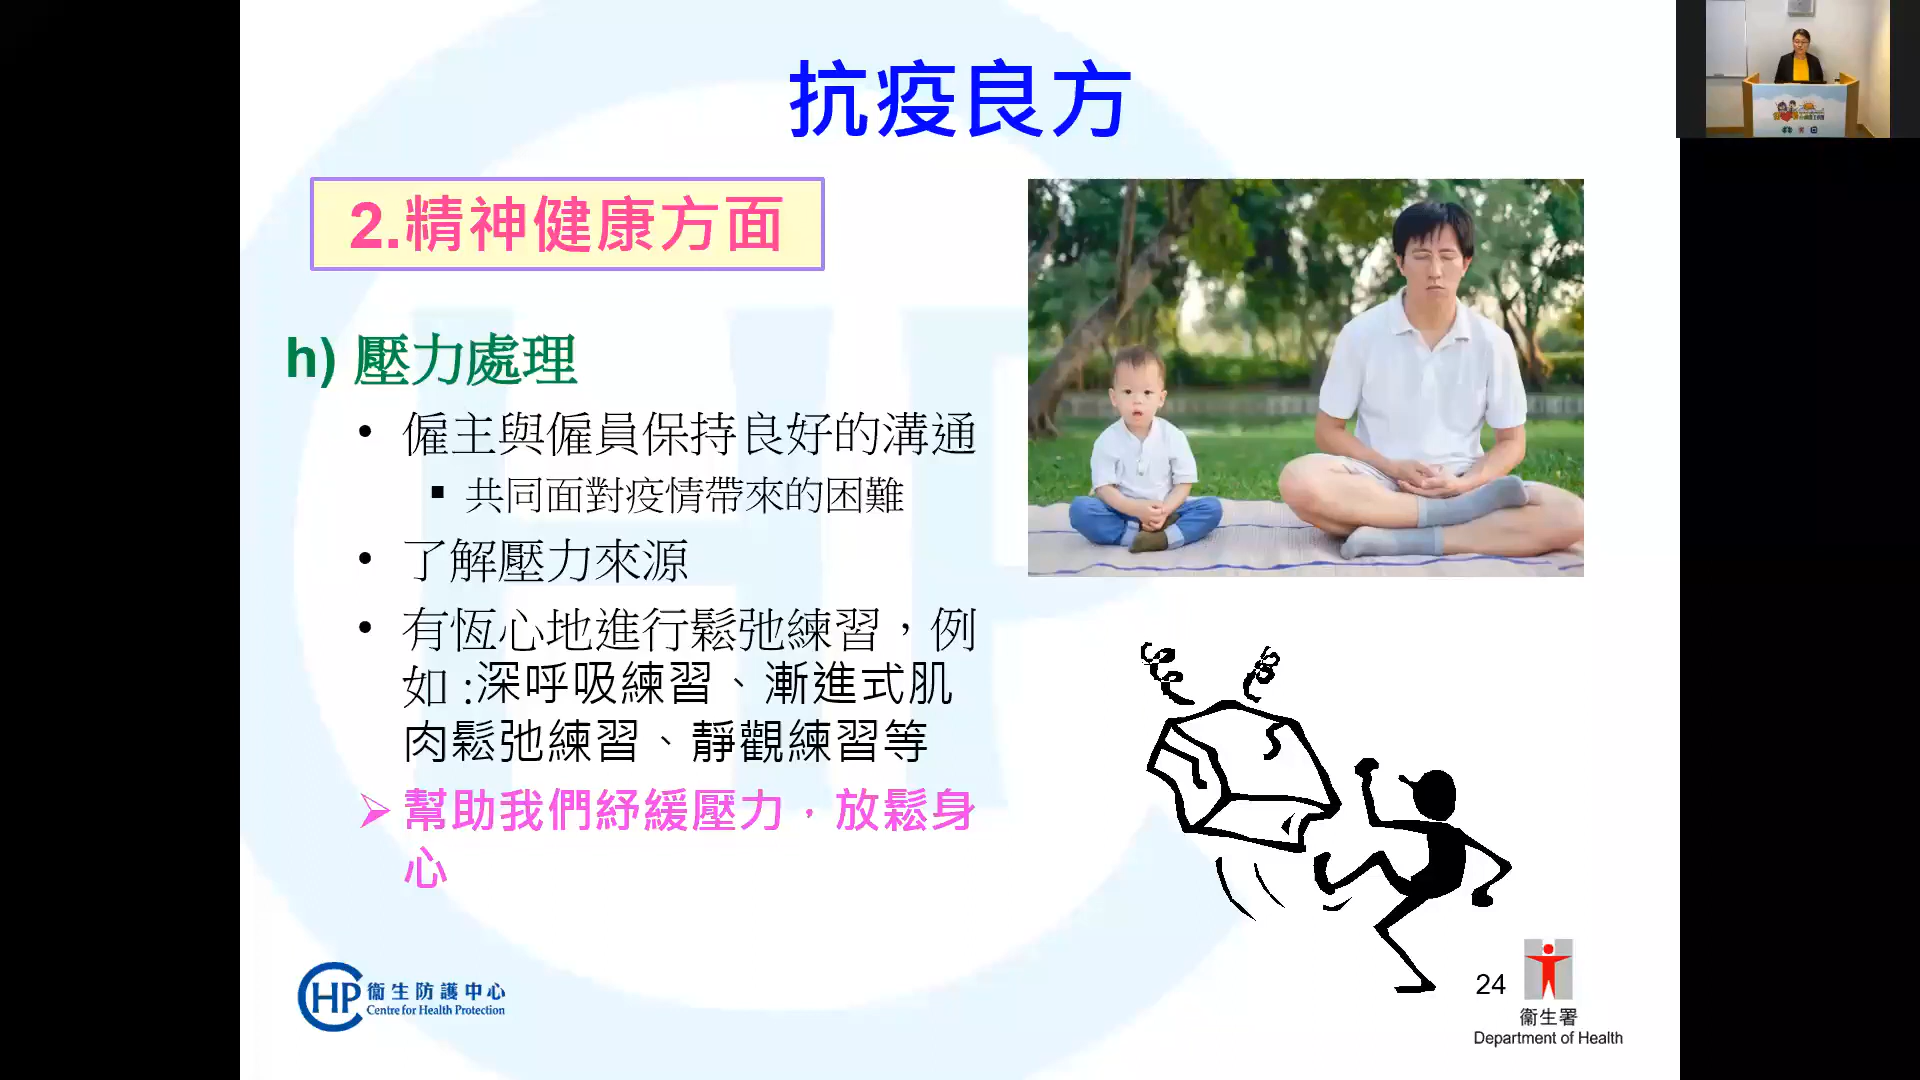 抗疫良方
2.精神健康方面
h) 壓力處理
• 僱主與僱員保持良好的溝通
▪ 共同面對疫情帶來的困難
• 了解壓力來源
• 有恆心地進行鬆弛練習，例
如 :深呼吸練習、漸進式肌
肉鬆弛練習、靜觀練習等
➢ 幫助我們紓緩壓力，放鬆身
心
CHP 衞生防護中心
Centre for Health Protection
24
衞生署
Department of Health